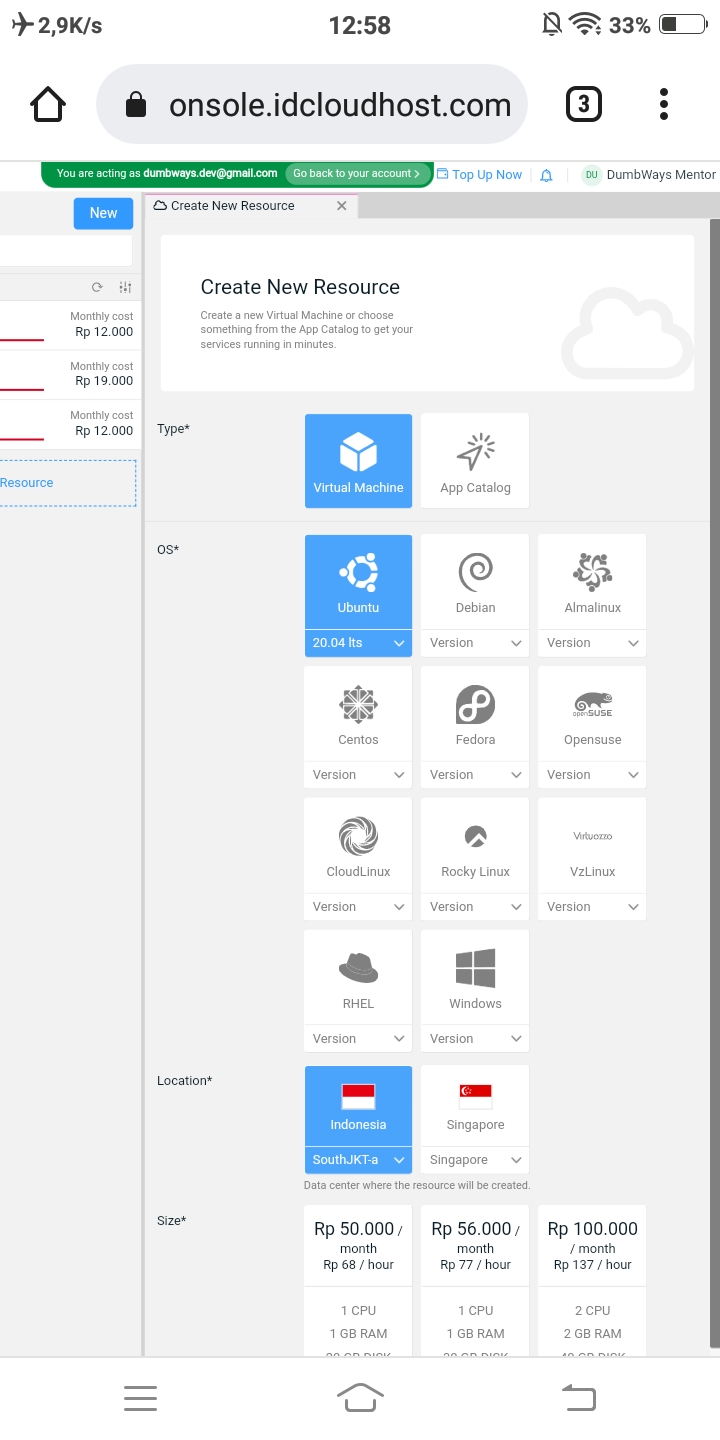 2,9K/s
12:58
33%
onsole.idcloudhost.com
3
You are acting as dumbways.dev@gmail.com
Go back to your account >
Top Up Now
DU
DumbWays Mentor
New
Create New Resource
Create New Resource
Create a new Virtual Machine or choose
something from the App Catalog to get your
services running in minutes.
Monthly cost
Rp 12.000
Monthly cost
Rp 19.000
Monthly cost
Rp 12.000
Resource
Type*
Virtual Machine
App Catalog
OS*
Ubuntu
Debian
Almalinux
20.04 lts
Version
Version
openSUSE
Centos
Fedora
Opensuse
Version
Version
Version
Virtuozzo
CloudLinux
Rocky Linux
VzLinux
Version
Version
Version
RHEL
Windows
Version
Version
Location*
Indonesia
Singapore
SouthJKT-a
Singapore
Data center where the resource will be created.
Size*
Rp 50.000 / month
Rp 68 / hour
Rp 56.000 / month
Rp 77 / hour
Rp 100.000 / month
Rp 137 / hour
1 CPU
1 CPU
2 CPU
1 GB RAM
1 GB RAM
2 GB RAM